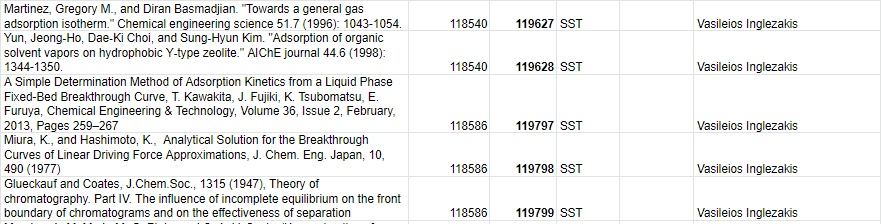 Martinez, Gregory M., and Diran Basmadjian. "Towards a general gas
adsorption isotherm." Chemical engineering science 51.7 (1996): 1043-1054. 118540 119627 SST Vasileios Inglezakis
Yun, Jeong-Ho, Dae-Ki Choi, and Sung-Hyun Kim. "Adsorption of organic
solvent vapors on hydrophobic Y-type zeolite." AIChE journal 44.6 (1998):
1344-1350. 118540 119628 SST Vasileios Inglezakis
A Simple Determination Method of Adsorption Kinetics from a Liquid Phase
Fixed-Bed Breakthrough Curve, T. Kawakita, J. Fujiki, K. Tsubomatsu, E.
Furuya, Chemical Engineering & Technology, Volume 36, Issue 2, February,
2013, Pages 259–267 118586 119797 SST Vasileios Inglezakis
Miura, K., and Hashimoto, K., Analytical Solution for the Breakthrough
Curves of Linear Driving Force Approximations, J. Chem. Eng. Japan, 10,
490 (1977) 118586 119798 SST Vasileios Inglezakis
Glueckauf and Coates, J.Chem.Soc., 1315 (1947), Theory of
chromatography. Part IV. The influence of incomplete equilibrium on the front
boundary of chromatograms and on the effectiveness of separation 118586 119799 SST Vasileios Inglezakis